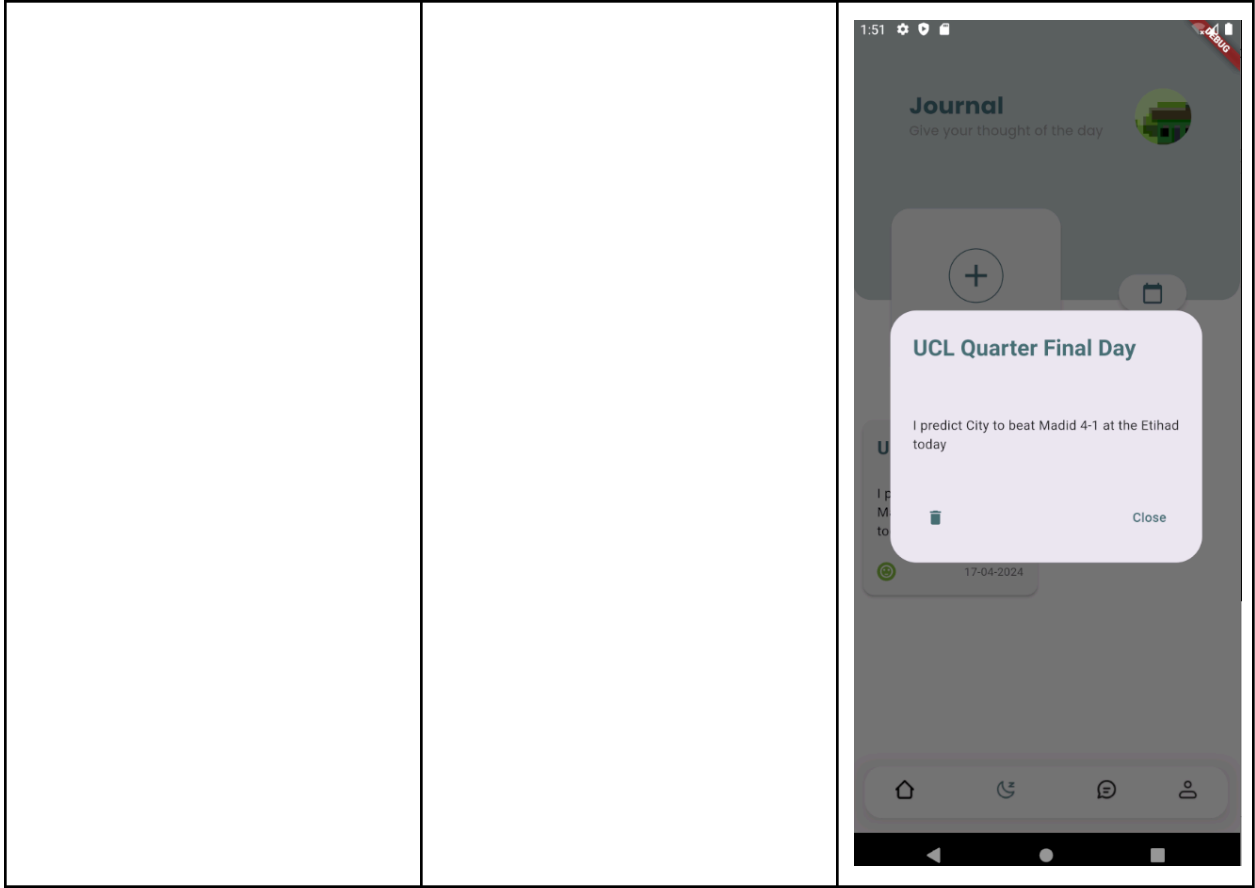 1:51
DEBUG
Journal
Give your thought of the day
UCL Quarter Final Day
I predict City to beat Madid 4-1 at the Etihad
today
U
I p
M
to
Close
17-04-2024